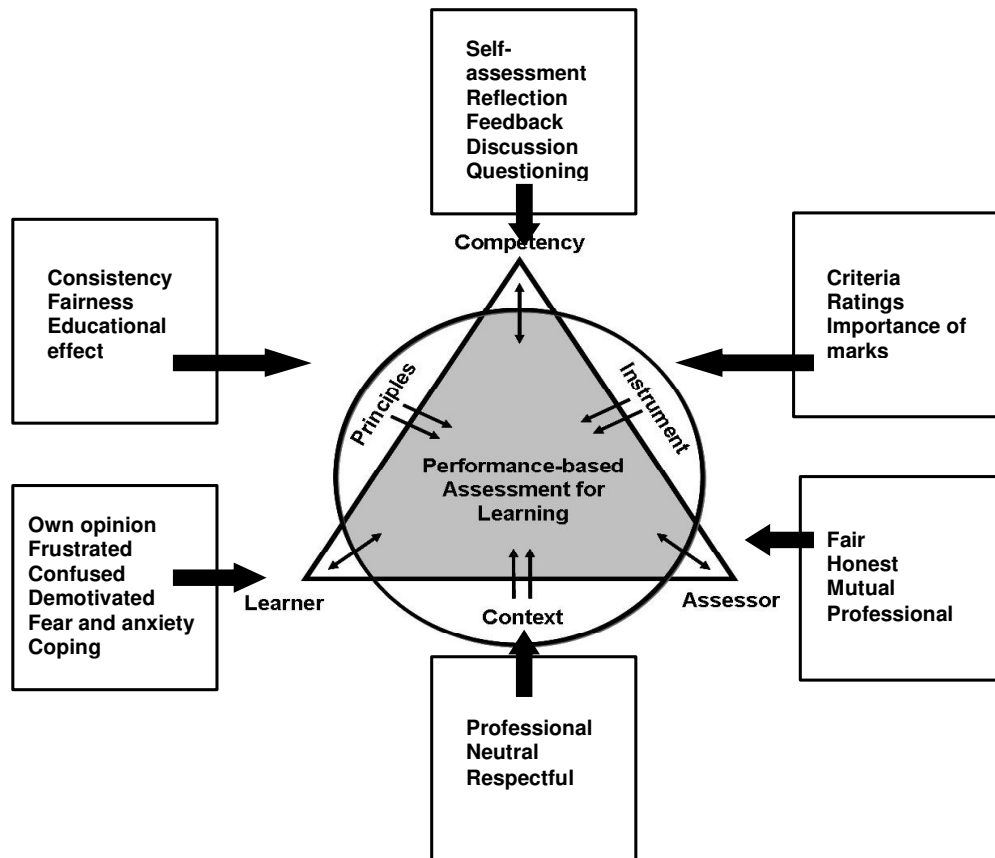 Self-
assessment
Reflection
Feedback
Discussion
Questioning
Competency
Consistency
Fairness
Educational
effect
Criteria
Ratings
Importance of
marks
Principles
Instrument
Performance-based
Assessment for
Learning
Own opinion
Frustrated
Confused
Demotivated
Fear and anxiety
Coping
Learner
Context
Assessor
Fair
Honest
Mutual
Professional
Professional
Neutral
Respectful